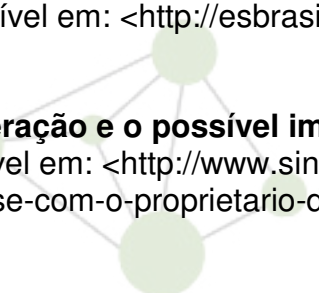 ível em: <http://esbrasi
eração e o possível im
vel em: <http://www.sin
se-com-o-proprietario-d